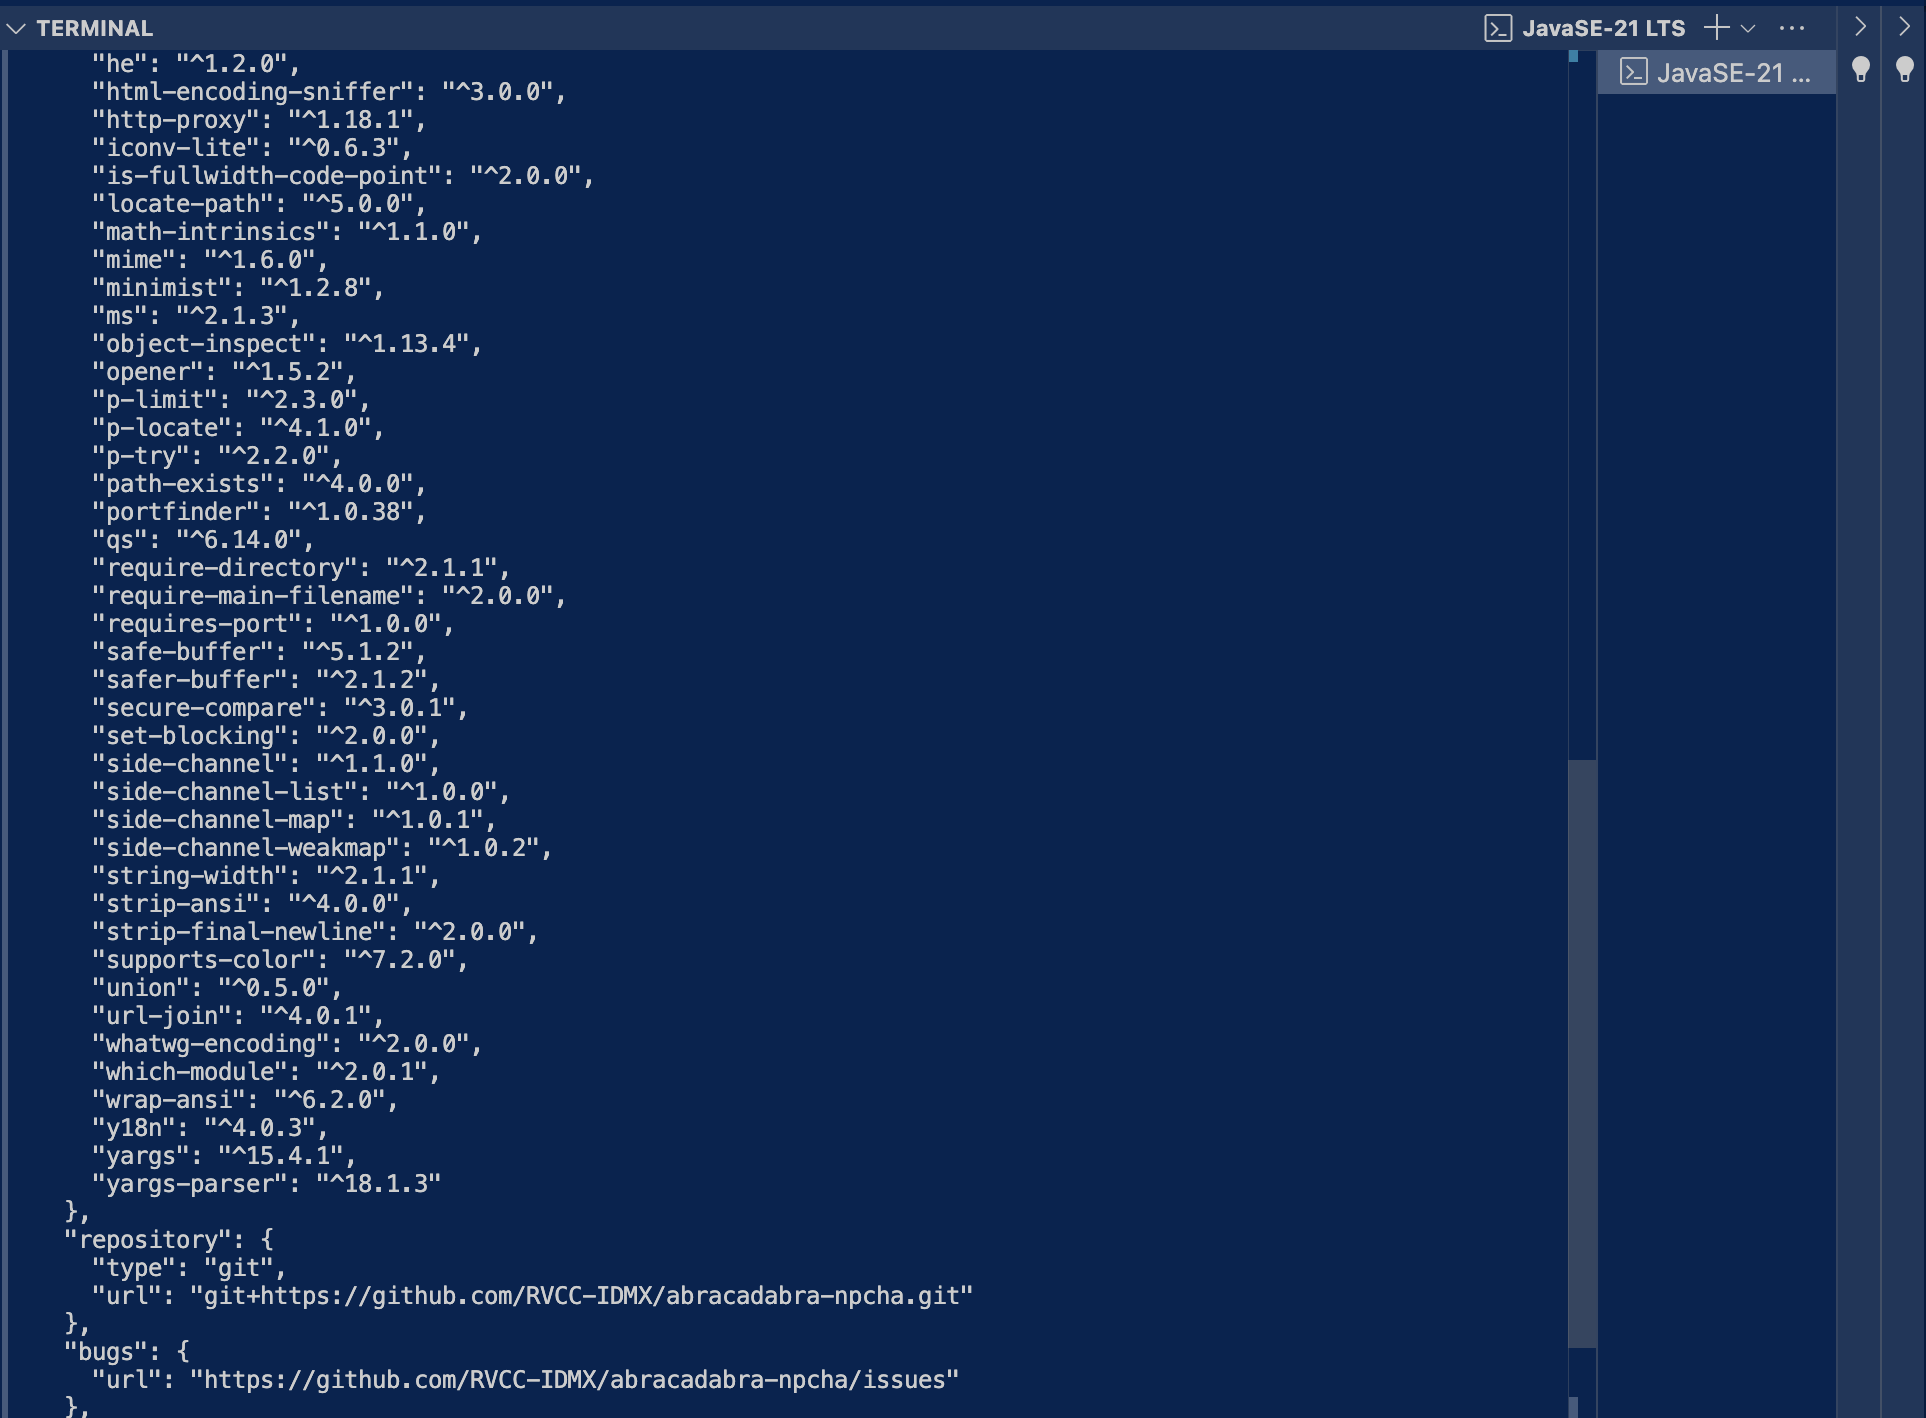 TERMINAL
JavaSE-21 LTS
JavaSE-21 ...
"he": "^1.2.0",
"html-encoding-sniffer": "^3.0.0",
"http-proxy": "^1.18.1",
"iconv-lite": "^0.6.3",
"is-fullwidth-code-point": "^2.0.0",
"locate-path": "^5.0.0",
"math-intrinsics": "^1.1.0",
"mime": "^1.6.0",
"minimist": "^1.2.8",
"ms": "^2.1.3",
"object-inspect": "^1.13.4",
"opener": "^1.5.2",
"p-limit": "^2.3.0",
"p-locate": "^4.1.0",
"p-try": "^2.2.0",
"path-exists": "^4.0.0",
"portfinder": "^1.0.38",
"qs": "^6.14.0",
"require-directory": "^2.1.1",
"require-main-filename": "^2.0.0",
"requires-port": "^1.0.0",
"safe-buffer": "^5.1.2",
"safer-buffer": "^2.1.2",
"secure-compare": "^3.0.1",
"set-blocking": "^2.0.0",
"side-channel": "^1.1.0",
"side-channel-list": "^1.0.0",
"side-channel-map": "^1.0.1",
"side-channel-weakmap": "^1.0.2",
"string-width": "^2.1.1",
"strip-ansi": "^4.0.0",
"strip-final-newline": "^2.0.0",
"supports-color": "^7.2.0",
"union": "^0.5.0",
"url-join": "^4.0.1",
"whatwg-encoding": "^2.0.0",
"which-module": "^2.0.1",
"wrap-ansi": "^6.2.0",
"y18n": "^4.0.3",
"yargs": "^15.4.1",
"yargs-parser": "^18.1.3"
},
"repository": {
"type": "git",
"url": "git+https://github.com/RVCC-IDMX/abracadabra-npcha.git"
},
"bugs": {
"url": "https://github.com/RVCC-IDMX/abracadabra-npcha/issues"
},